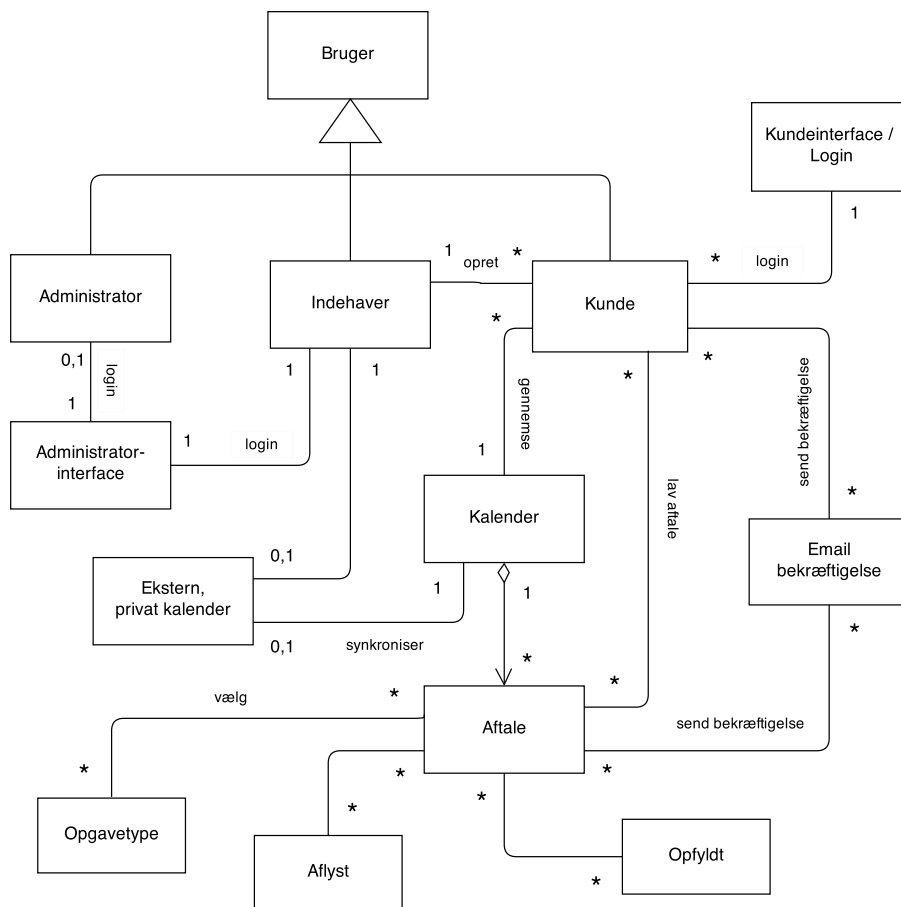 Bruger
Kundeinterface /
Login
1
1
opret
*
*
login
Administrator
Indehaver
Kunde
*
0,1
login
1
1
*
*
1
gennemse
send bekræftigelse
1
login
1
Administrator-
interface
lav aftale
*
Kalender
Email
bekræftigelse
0,1
Ekstern,
privat kalender
1
1
*
0,1
synkroniser
*
*
vælg
*
Aftale
send bekræftigelse
*
*
*
*
*
Opgavetype
Opfyldt
Aflyst
*